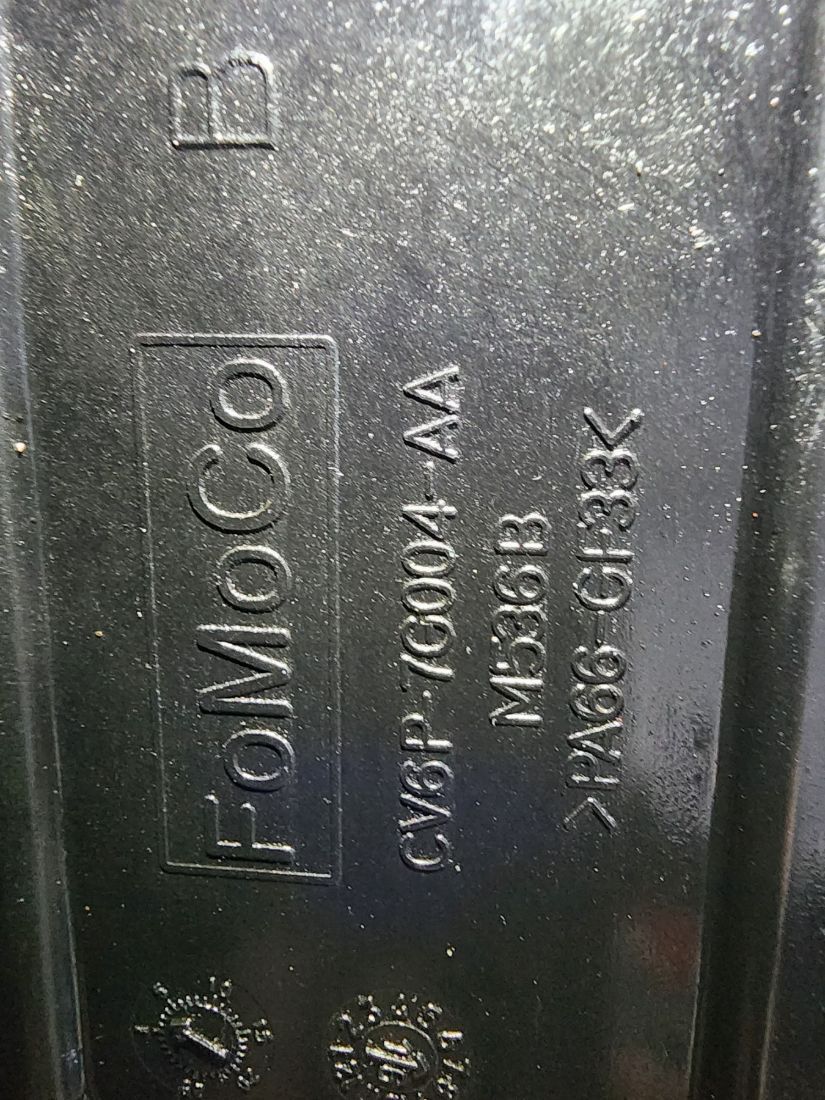 B
FoMoCo
CV6P-7G004-AA
M536B
>PA66-GF33<